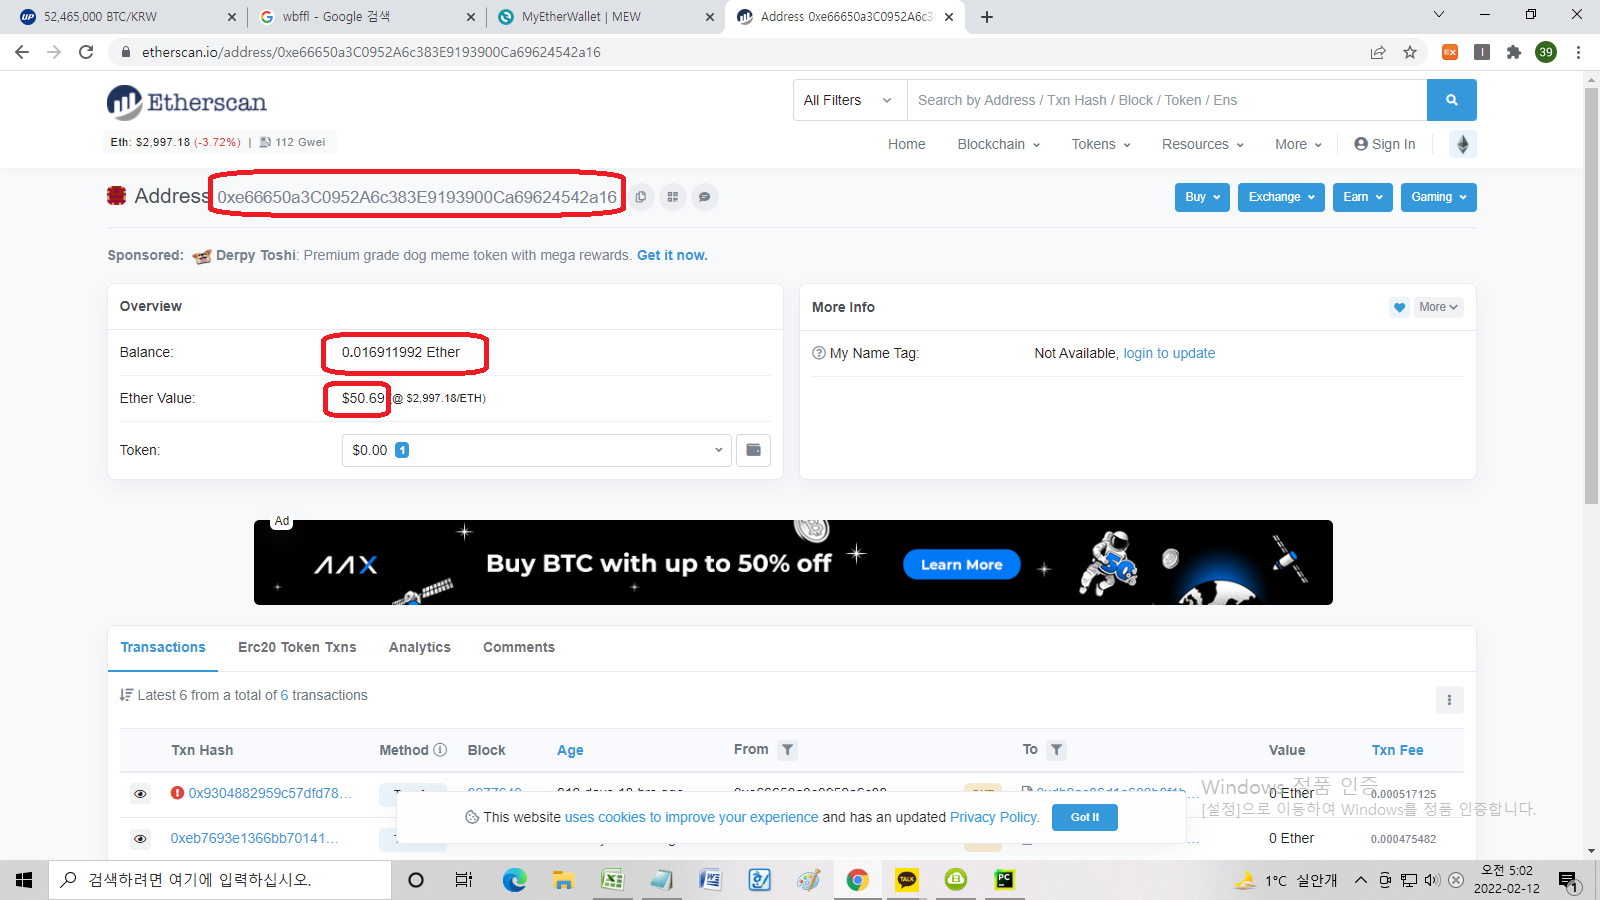 52,465,000 BTC/KRW
wbffl - Google 검색
MyEtherWallet | MEW
Address 0xe66650a3C0952A6c3
etherscan.io/address/0xe66650a3C0952A6c383E9193900Ca69624542a16
39
Etherscan
All Filters
Search by Address / Txn Hash / Block / Token / Ens
Eth: $2,997.18 (-3.72%) | 112 Gwei
Home Blockchain Tokens Resources More Sign In
Address 0xe66650a3C0952A6c383E9193900Ca69624542a16
Buy Exchange Earn Gaming
Sponsored: Derpy Toshi: Premium grade dog meme token with mega rewards. Get it now.
Overview
Balance: 0.016911992 Ether
Ether Value: $50.69 (@ $2,997.18/ETH)
Token: $0.00 1
More Info
More
My Name Tag: Not Available, login to update
Ad
AAX
Buy BTC with up to 50% off
Learn More
Transactions Erc20 Token Txns Analytics Comments
Latest 6 from a total of 6 transactions
Txn Hash Method Block Age From To Value Txn Fee
0x9304882959c57dfd78... 0 Ether 0.000517125
0xeb7693e1366bb70141... 0 Ether 0.000475482
This website uses cookies to improve your experience and has an updated Privacy Policy. Got It
Windows 정품 인증
[설정]으로 이동하여 Windows를 정품 인증합니다.
검색하려면 여기에 입력하십시오.
TALK
PC
1°C 실안개
오전 5:02
2022-02-12
1